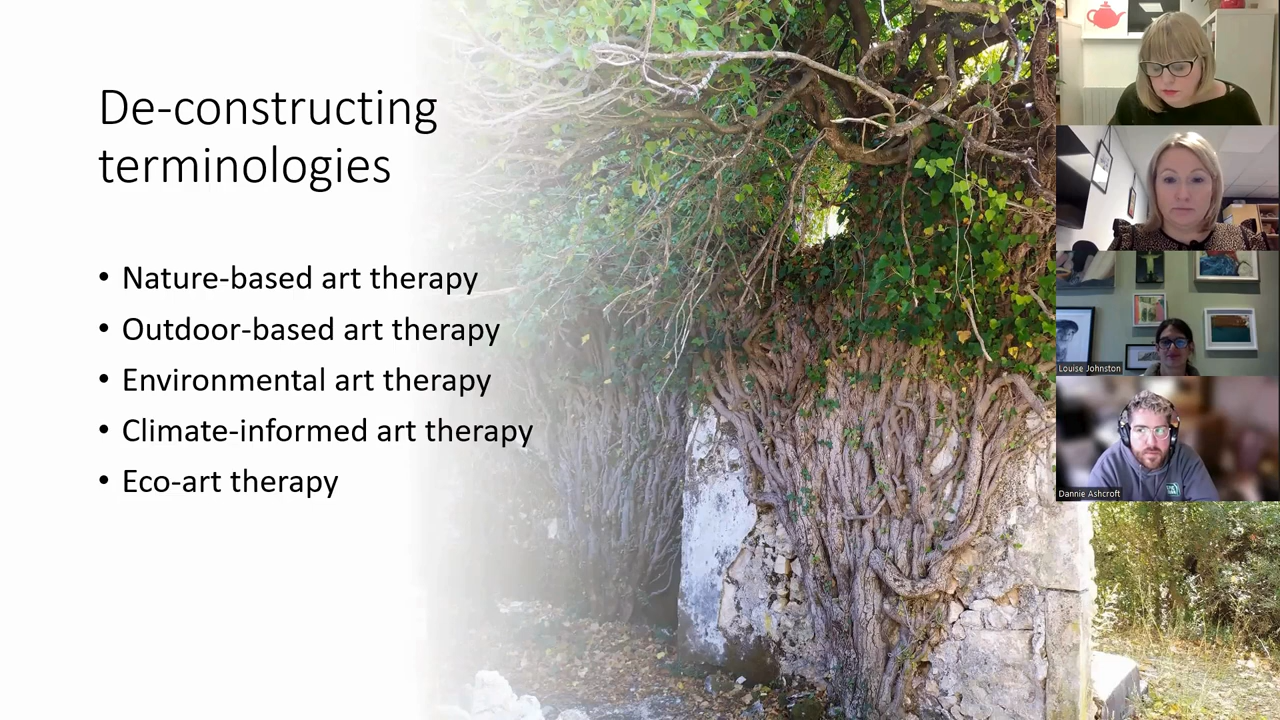 De-constructing
terminologies
• Nature-based art therapy
• Outdoor-based art therapy
• Environmental art therapy
• Climate-informed art therapy
• Eco-art therapy
Louise Johnston
Dannie Ashcroft